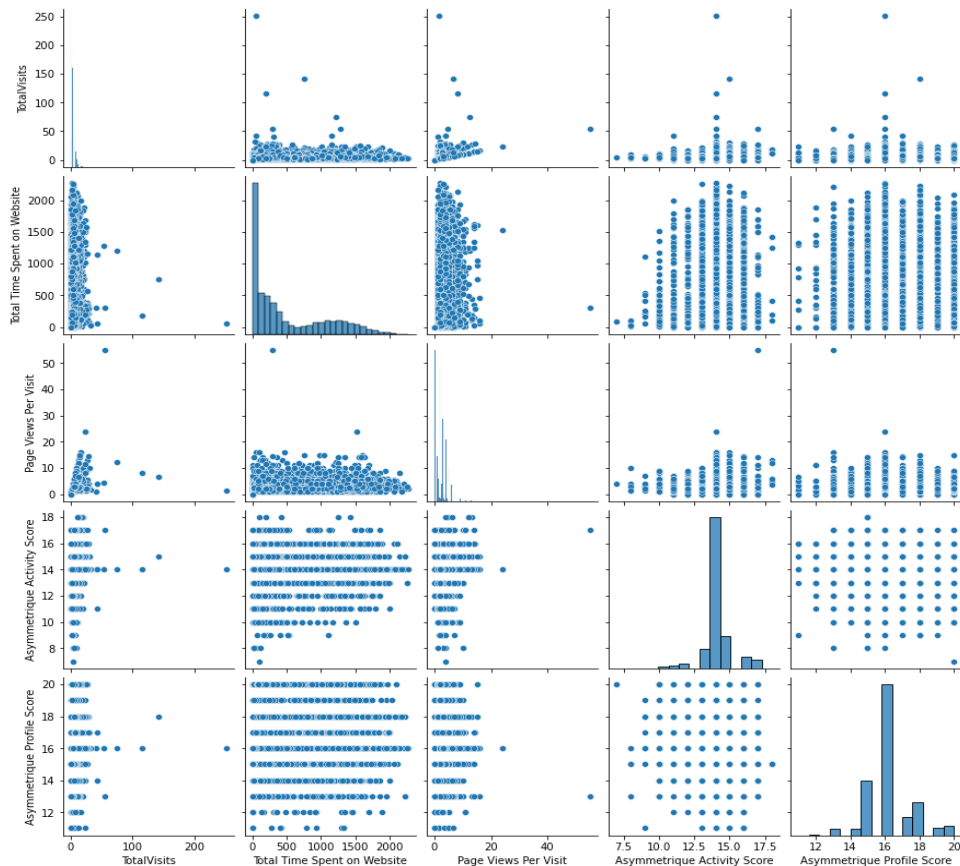 250
200
150
100
50
0
TotalVisits
2000
1500
1000
500
0
Total Time Spent on Website
50
40
30
20
10
0
Page Views Per Visit
18
16
14
12
10
8
Asymmetrique Activity Score
20
18
16
14
12
Asymmetrique Profile Score
0 100 200
TotalVisits
0 500 1000 1500 2000
Total Time Spent on Website
0 20 40
Page Views Per Visit
7.5 10.0 12.5 15.0 17.5
Asymmetrique Activity Score
12 14 16 18 20
Asymmetrique Profile Score